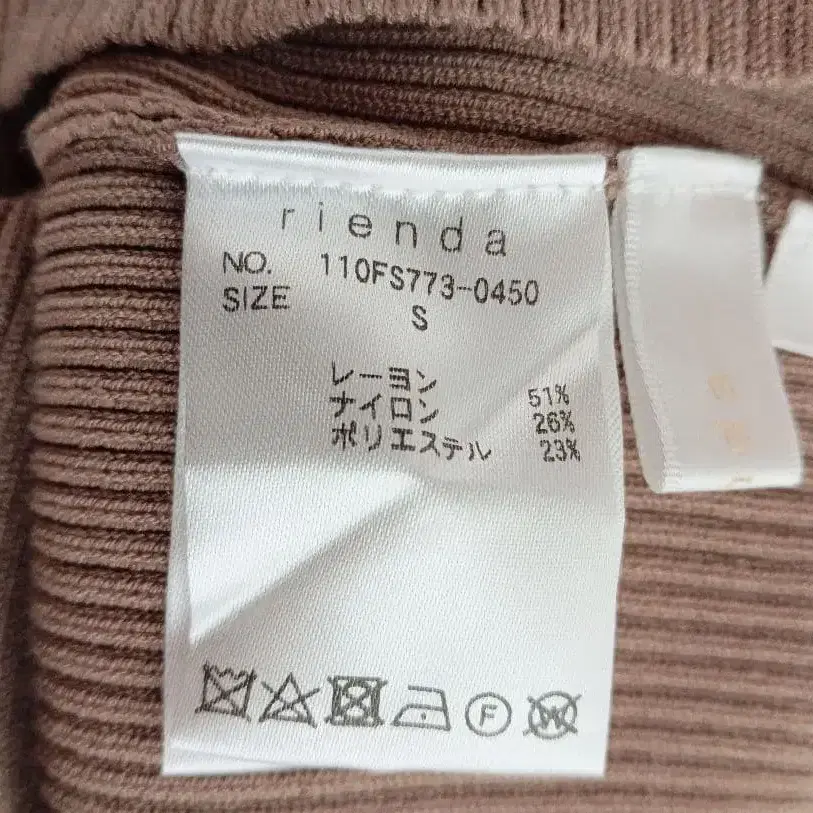 rienda
NO. 110FS773-0450
SIZE S
レーヨン 51%
ナイロン 26%
ポリエステル 23%
F
W